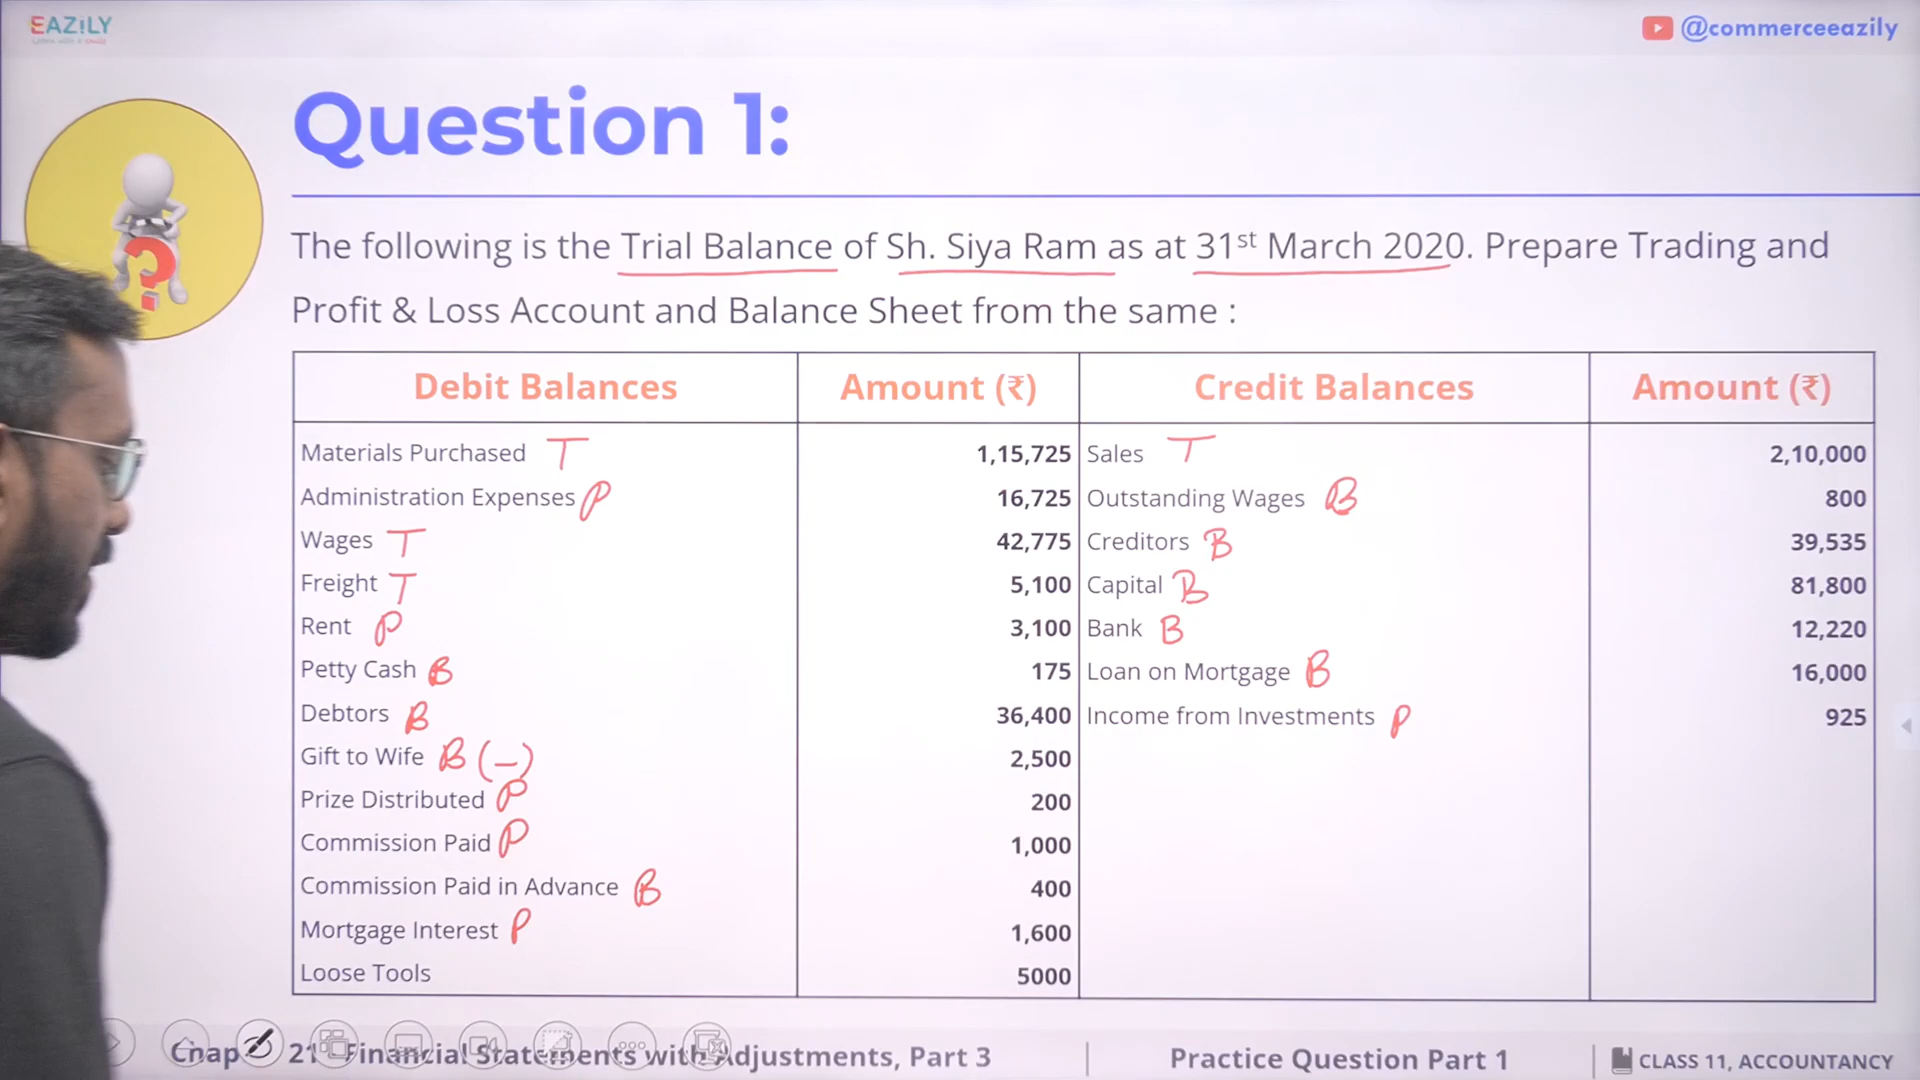 EAZILY
@commerceeazily
Question 1:
The following is the Trial Balance of Sh. Siya Ram as at 31st March 2020. Prepare Trading and
Profit & Loss Account and Balance Sheet from the same :
Debit Balances Amount (₹) Credit Balances Amount (₹)
Materials Purchased T 1,15,725 Sales T 2,10,000
Administration Expenses P 16,725 Outstanding Wages B 800
Wages T 42,775 Creditors B 39,535
Freight T 5,100 Capital B 81,800
Rent P 3,100 Bank B 12,220
Petty Cash B 175 Loan on Mortgage B 16,000
Debtors B 36,400 Income from Investments P 925
Gift to Wife B (-) 2,500
Prize Distributed P 200
Commission Paid P 1,000
Commission Paid in Advance B 400
Mortgage Interest P 1,600
Loose Tools 5000
21 Financial Statements with Adjustments, Part 3 | Practice Question Part 1 | CLASS 11, ACCOUNTANCY